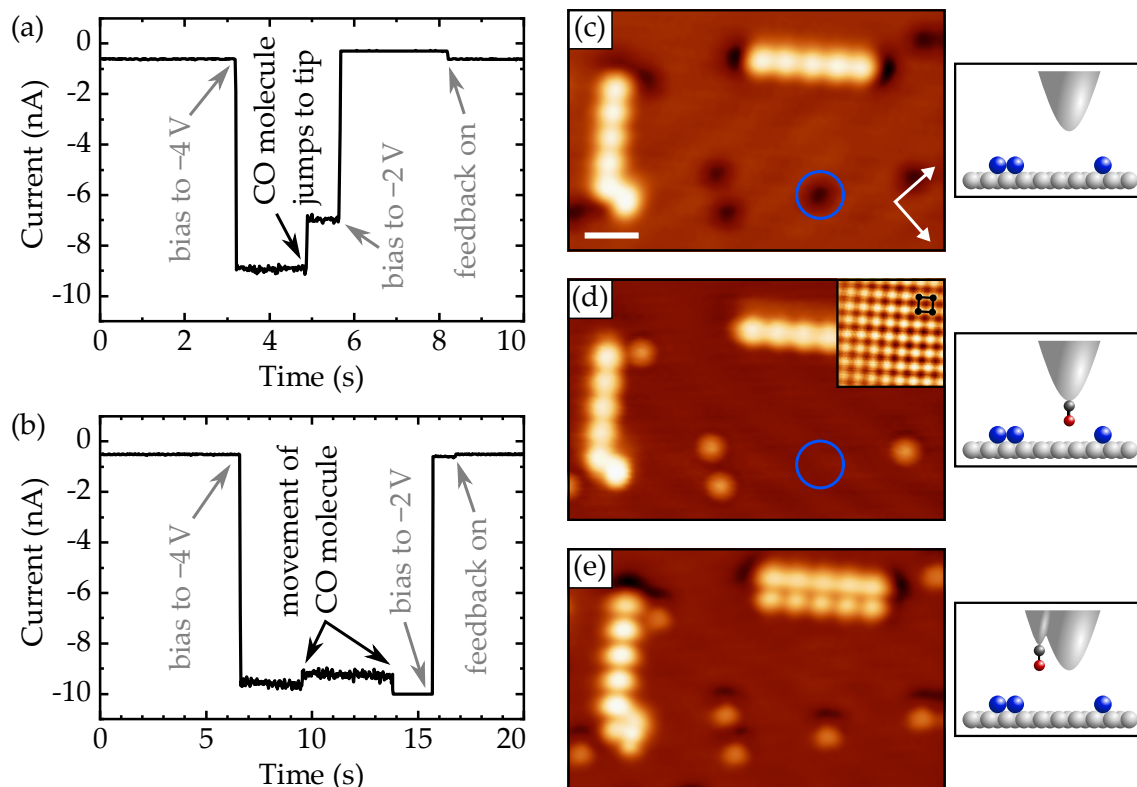 (a)
0
-2
-4
-6
-8
-10
Current (nA)
bias to −4 V
CO molecule
jumps to tip
bias to −2 V
feedback on
0
2
4
6
8
10
Time (s)
(b)
0
-2
-4
-6
-8
-10
Current (nA)
bias to −4 V
movement of
CO molecule
bias to −2 V
feedback on
0
5
10
15
20
Time (s)
(c)
(d)
(e)